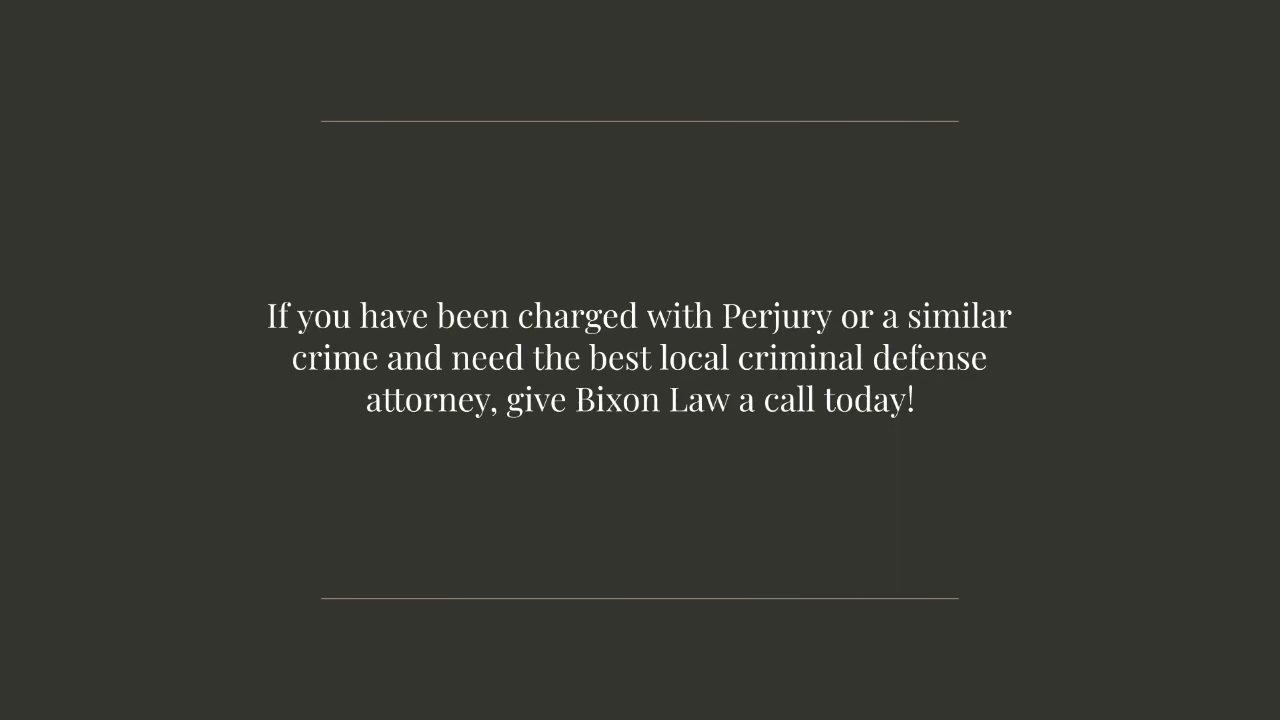 If you have been charged with Perjury or a similar
crime and need the best local criminal defense
attorney, give Bixon Law a call today!